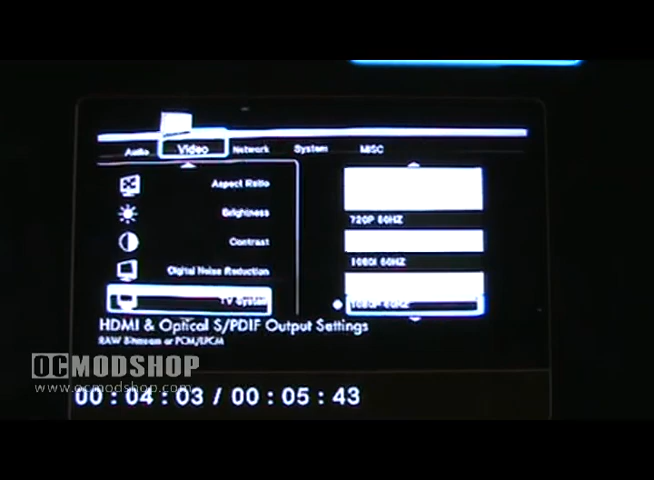 Audio Video Network System MISC
Aspect Ratio
720P 60HZ
Brightness
Contrast
1080I 60HZ
Digital Noise Reduction
TV System
1080P 60HZ
HDMI & Optical S/PDIF Output Settings
RAW Bitstream or PCM/LPCM
OCMODSHOP
www.ocmodshop.com
00:04:03 / 00:05:43